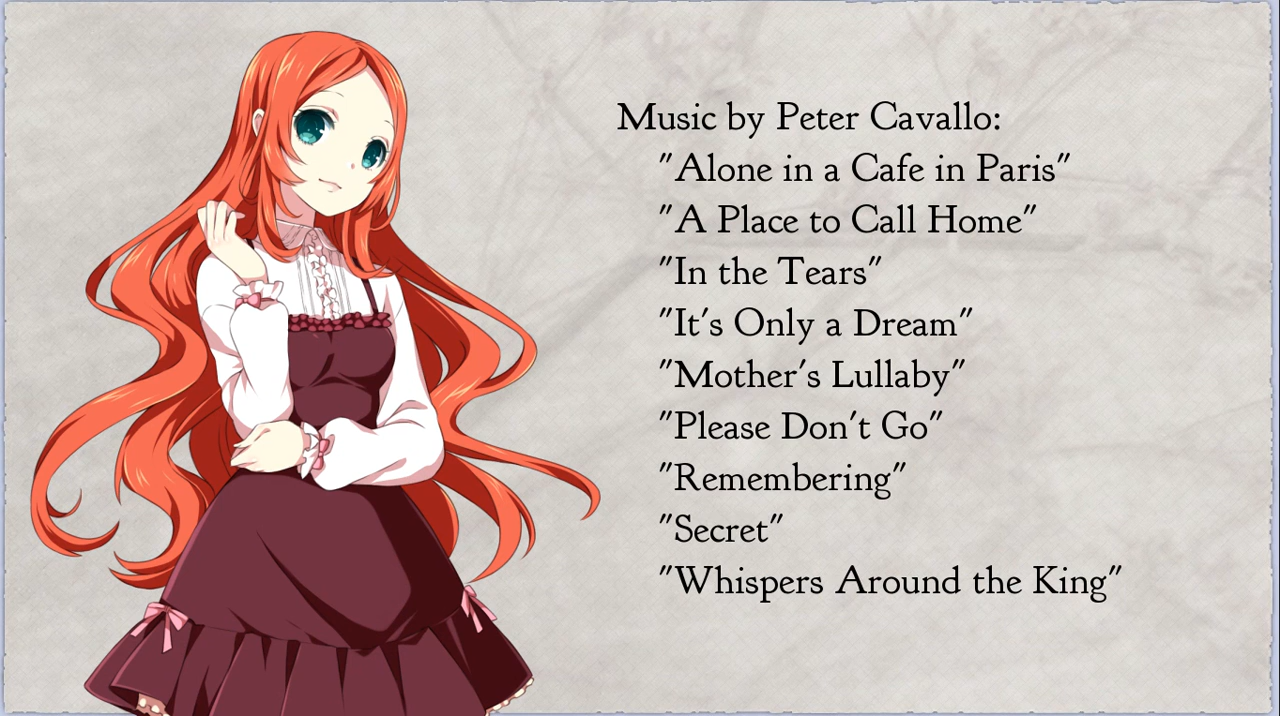 Music by Peter Cavallo:
"Alone in a Cafe in Paris"
"A Place to Call Home"
"In the Tears"
"It's Only a Dream"
"Mother's Lullaby"
"Please Don't Go"
"Remembering"
"Secret"
"Whispers Around the King"